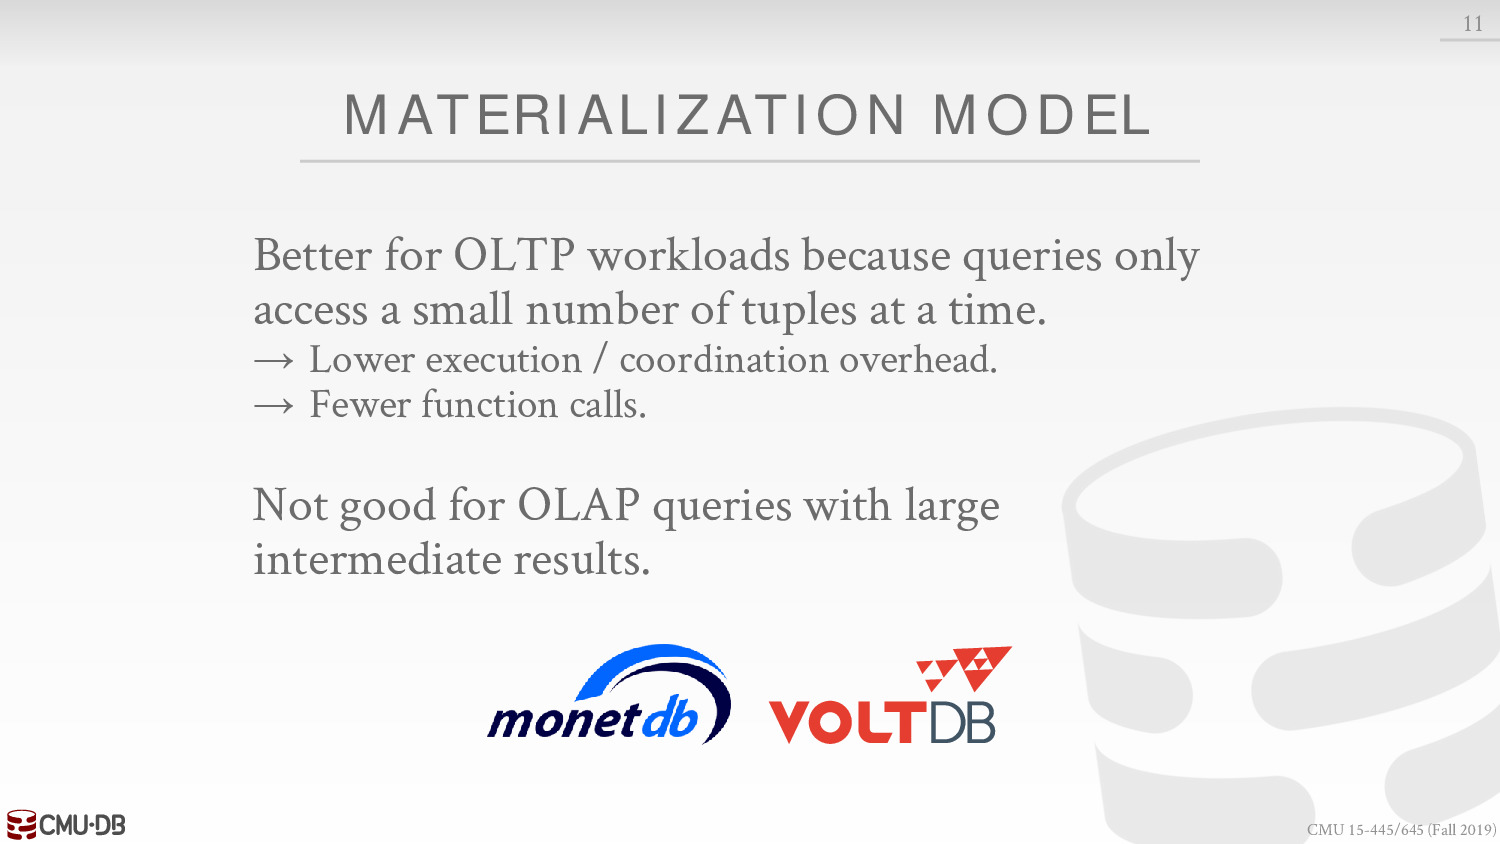 11
MATERIALIZATION MODEL
Better for OLTP workloads because queries only
access a small number of tuples at a time.
→ Lower execution / coordination overhead.
→ Fewer function calls.
Not good for OLAP queries with large
intermediate results.
monetdb VOLTDB
CMU·DB
CMU 15-445/645 (Fall 2019)